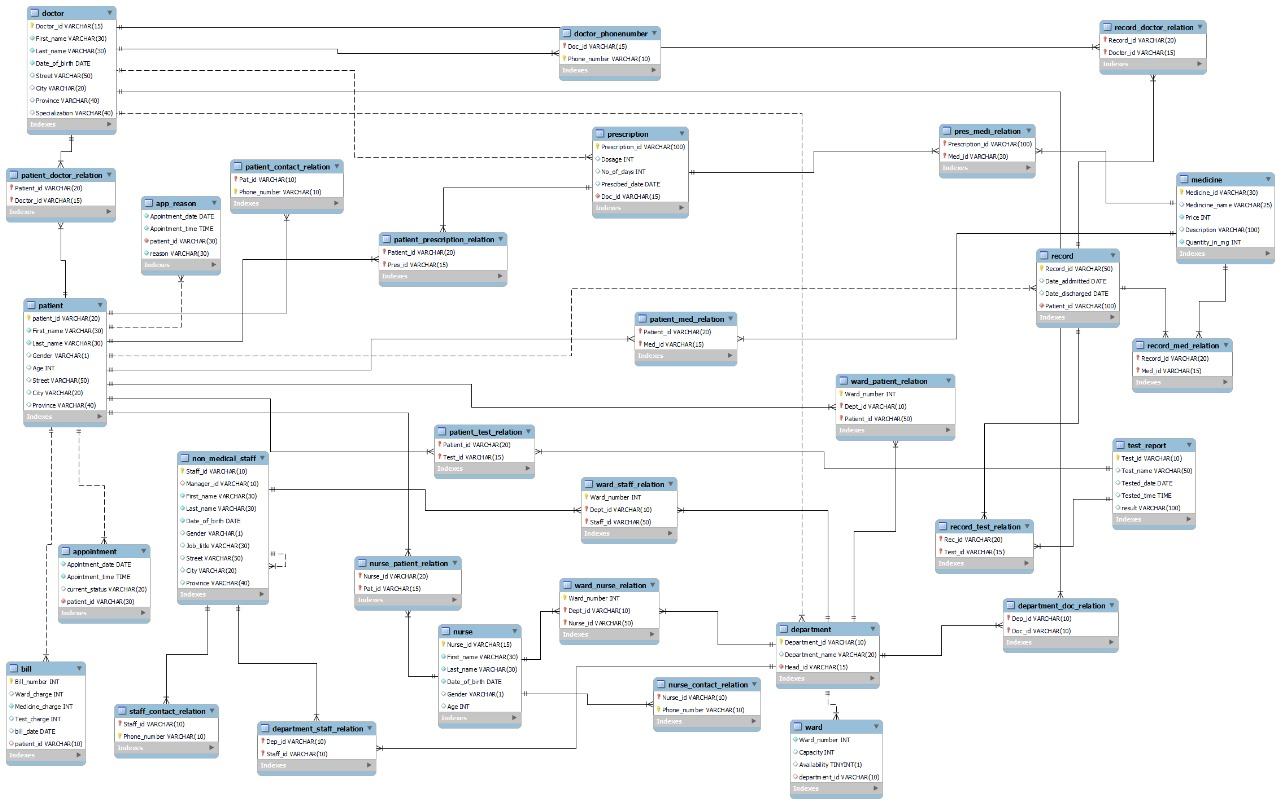 doctor
Doctor_id VARCHAR(15)
First_name VARCHAR(30)
Last_name VARCHAR(30)
Date_of_birth DATE
Street VARCHAR(50)
City VARCHAR(20)
Province VARCHAR(40)
Specialization VARCHAR(40)
Indexes
doctor_phonenumber
Doc_id VARCHAR(15)
Phone_number VARCHAR(10)
Indexes
record_doctor_relation
Record_id VARCHAR(20)
Doctor_id VARCHAR(15)
Indexes
prescription
Prescription_id VARCHAR(100)
Dosage INT
No_of_days INT
Prescibed_date DATE
Doc_id VARCHAR(15)
Indexes
pres_medi_relation
Prescription_id VARCHAR(100)
Med_id VARCHAR(30)
Indexes
medicine
Medicine_id VARCHAR(30)
Medincine_name VARCHAR(25)
Price INT
Description VARCHAR(100)
Quantity_in_mg INT
Indexes
patient_doctor_relation
Patient_id VARCHAR(20)
Doctor_id VARCHAR(15)
Indexes
patient_contact_relation
Pat_id VARCHAR(10)
Phone_number VARCHAR(10)
Indexes
app_reason
Appintment_date DATE
Appintment_time TIME
patient_id VARCHAR(30)
reason VARCHAR(30)
Indexes
patient_prescription_relation
Patient_id VARCHAR(20)
Pres_id VARCHAR(15)
Indexes
record
Record_id VARCHAR(50)
Date_addmitted DATE
Date_discharged DATE
Patient_id VARCHAR(100)
Indexes
patient
patient_id VARCHAR(20)
First_name VARCHAR(30)
Last_name VARCHAR(30)
Gender VARCHAR(1)
Age INT
Street VARCHAR(50)
City VARCHAR(20)
Province VARCHAR(40)
Indexes
patient_med_relation
Patient_id VARCHAR(20)
Med_id VARCHAR(15)
Indexes
record_med_relation
Record_id VARCHAR(20)
Med_id VARCHAR(15)
Indexes
ward_patient_relation
Ward_number INT
Dept_id VARCHAR(10)
Patient_id VARCHAR(50)
Indexes
patient_test_relation
Patient_id VARCHAR(20)
Test_id VARCHAR(15)
Indexes
test_report
Test_id VARCHAR(10)
Test_name VARCHAR(50)
Tested_date DATE
Tested_time TIME
result VARCHAR(100)
Indexes
non_medical_staff
Staff_id VARCHAR(10)
Manager_id VARCHAR(10)
First_name VARCHAR(30)
Last_name VARCHAR(30)
Date_of_birth DATE
Gender VARCHAR(1)
Job_title VARCHAR(30)
Street VARCHAR(50)
City VARCHAR(20)
Province VARCHAR(40)
Indexes
ward_staff_relation
Ward_number INT
Dept_id VARCHAR(10)
Staff_id VARCHAR(50)
Indexes
record_test_relation
Rec_id VARCHAR(20)
Test_id VARCHAR(15)
Indexes
appointment
Appintment_date DATE
Appintment_time TIME
current_status VARCHAR(20)
patient_id VARCHAR(30)
Indexes
nurse_patient_relation
Nurse_id VARCHAR(20)
Pat_id VARCHAR(15)
Indexes
ward_nurse_relation
Ward_number INT
Dept_id VARCHAR(10)
Nurse_id VARCHAR(50)
Indexes
department_doc_relation
Dep_id VARCHAR(10)
Doc_id VARCHAR(10)
Indexes
nurse
Nurse_id VARCHAR(15)
First_name VARCHAR(30)
Last_name VARCHAR(30)
Date_of_birth DATE
Gender VARCHAR(1)
Age INT
Indexes
department
Department_id VARCHAR(10)
Department_name VARCHAR(20)
Head_id VARCHAR(15)
Indexes
bill
Bill_number INT
Ward_charge INT
Medicine_charge INT
Test_charge INT
bill_date DATE
patient_id VARCHAR(10)
Indexes
staff_contact_relation
Staff_id VARCHAR(10)
Phone_number VARCHAR(10)
Indexes
department_staff_relation
Dep_id VARCHAR(10)
Staff_id VARCHAR(10)
Indexes
nurse_contact_relation
Nurse_id VARCHAR(10)
Phone_number VARCHAR(10)
Indexes
ward
Ward_number INT
Capacity INT
Availability TINYINT(1)
department_id VARCHAR(10)
Indexes